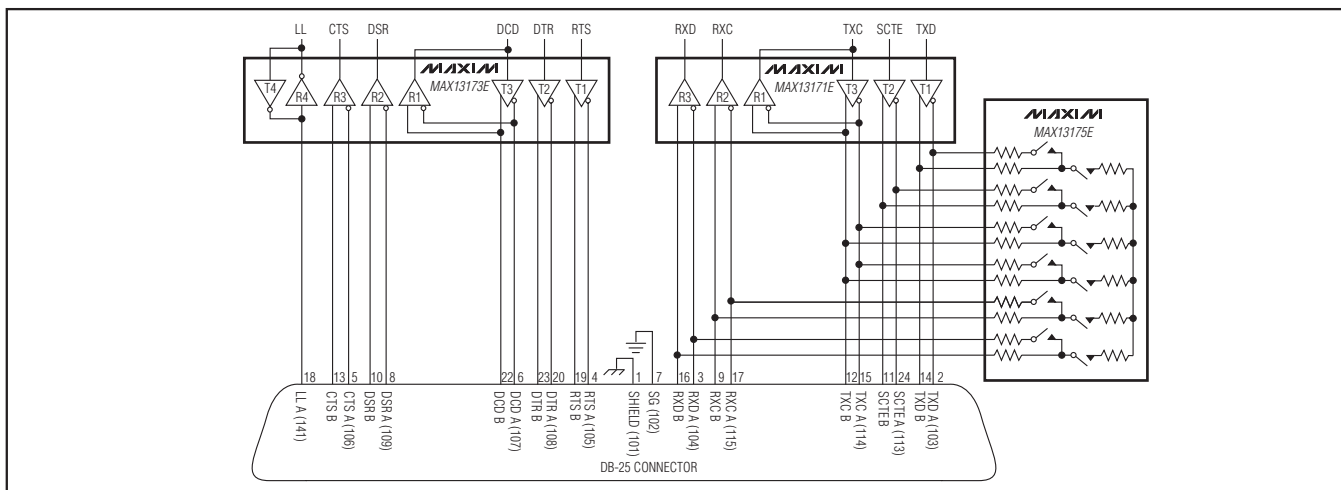 LL CTS DSR DCD DTR RTS RXD RXC TXC SCTE TXD
MAXIM
MAX13173E
T4 R4 R3 R2 R1 T3 T2 T1
MAXIM
MAX13171E
R3 R2 R1 T3 T2 T1
MAXIM
MAX13175E
18 13 5 10 8 22 6 23 20 19 4 1 7 16 3 9 17 12 15 11 24 14 2
LL A (141)
CTS B
CTS A (106)
DSR B
DSR A (109)
DCD B
DCD A (107)
DTR B
DTR A (108)
RTS B
RTS A (105)
SHIELD (101)
SG (102)
RXD B
RXD A (104)
RXC B
RXC A (115)
TXC B
TXC A (114)
SCTE B
SCTE A (113)
TXD B
TXD A (103)
DB-25 CONNECTOR